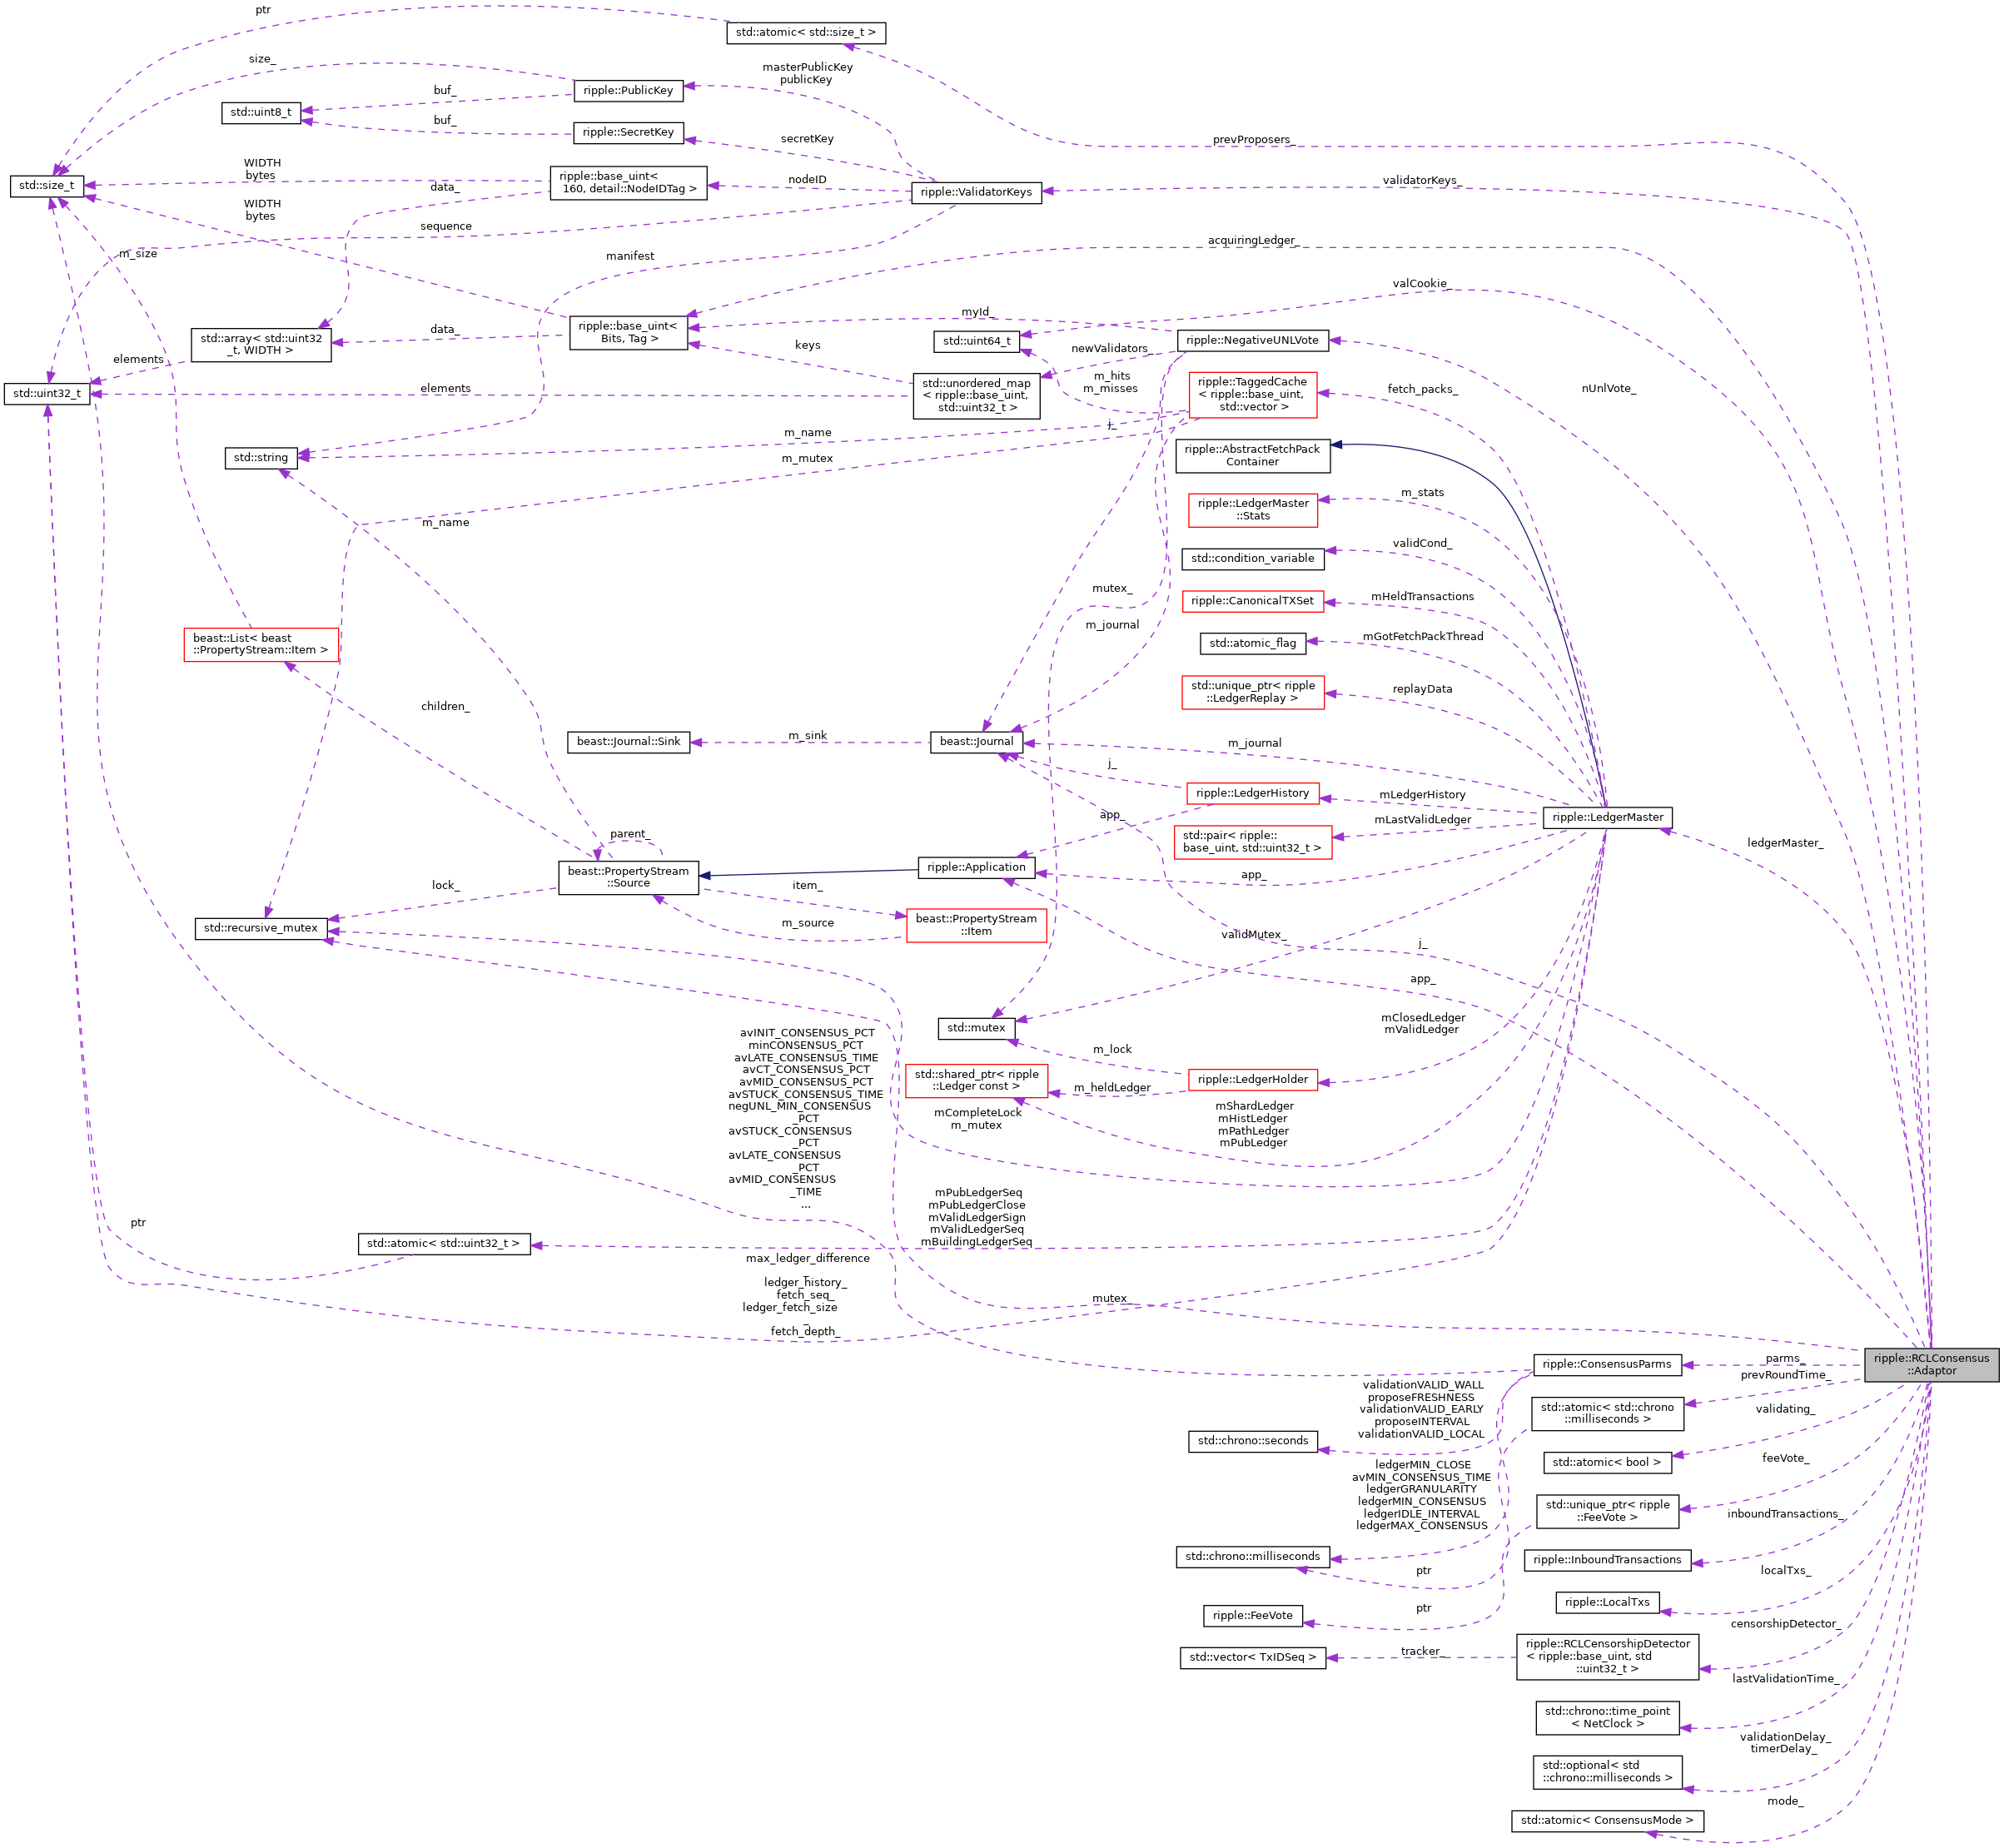 ptr
std::atomic< std::size_t >
size_
masterPublicKey
publicKey
ripple::PublicKey
buf_
std::uint8_t
ripple::SecretKey
buf_
secretKey
prevProposers_
WIDTH
bytes
ripple::base_uint<
160, detail::NodeIDTag >
nodeID
std::size_t
data_
ripple::ValidatorKeys
validatorKeys_
WIDTH
bytes
sequence
m_size
manifest
acquiringLedger_
valCookie_
myId_
ripple::base_uint<
Bits, Tag >
std::array< std::uint32
_t, WIDTH >
data_
std::uint64_t
ripple::NegativeUNLVote
keys
newValidators_
elements
m_hits
m_misses
std::unordered_map
< ripple::base_uint,
std::uint32_t >
ripple::TaggedCache
< ripple::base_uint,
std::vector >
fetch_packs_
nUnlVote_
std::uint32_t
elements
j_
m_name
std::string
m_mutex
ripple::AbstractFetchPack
Container
ripple::LedgerMaster
::Stats
m_stats
m_name
validCond_
std::condition_variable
mutex_
ripple::CanonicalTXSet
mHeldTransactions
m_journal
std::atomic_flag
mGotFetchPackThread
beast::List< beast
::PropertyStream::Item >
std::unique_ptr< ripple
::LedgerReplay >
replayData
children_
beast::Journal::Sink
m_sink
beast::Journal
m_journal
j_
ripple::LedgerHistory
mLedgerHistory
app_
ripple::LedgerMaster
mLastValidLedger
std::pair< ripple::
base_uint, std::uint32_t >
parent_
ledgerMaster_
ripple::Application
beast::PropertyStream
::Source
app_
lock_
item_
beast::PropertyStream
::Item
m_source
std::recursive_mutex
validMutex_
j_
app_
std::mutex
mClosedLedger
mValidLedger
avINIT_CONSENSUS_PCT
minCONSENSUS_PCT
avLATE_CONSENSUS_TIME
avCT_CONSENSUS_PCT
avMID_CONSENSUS_PCT
avSTUCK_CONSENSUS_TIME
negUNL_MIN_CONSENSUS
_PCT
avSTUCK_CONSENSUS
_PCT
avLATE_CONSENSUS
_PCT
avMID_CONSENSUS
_TIME
...
m_lock
std::shared_ptr< ripple
::Ledger const >
m_heldLedger
ripple::LedgerHolder
mCompleteLock
m_mutex
mShardLedger
mHistLedger
mPathLedger
mPubLedger
mPubLedgerSeq
mPubLedgerClose
mValidLedgerSign
mValidLedgerSeq
mBuildingLedgerSeq
ptr
std::atomic< std::uint32_t >
max_ledger_difference
_
ledger_history_
fetch_seq_
ledger_fetch_size
_
fetch_depth_
mutex_
ripple::RCLConsensus
::Adaptor
ripple::ConsensusParms
parms_
prevRoundTime_
validationVALID_WALL
proposeFRESHNESS
validationVALID_EARLY
proposeINTERVAL
validationVALID_LOCAL
std::atomic< std::chrono
::milliseconds >
validating_
std::chrono::seconds
std::atomic< bool >
feeVote_
ledgerMIN_CLOSE
avMIN_CONSENSUS_TIME
ledgerGRANULARITY
ledgerMIN_CONSENSUS
ledgerIDLE_INTERVAL
ledgerMAX_CONSENSUS
std::unique_ptr< ripple
::FeeVote >
inboundTransactions_
std::chrono::milliseconds
ripple::InboundTransactions
ptr
localTxs_
ripple::LocalTxs
ptr
ripple::FeeVote
censorshipDetector_
ripple::RCLCensorshipDetector
< ripple::base_uint, std
::uint32_t >
tracker_
std::vector< TxIDSeq >
lastValidationTime_
std::chrono::time_point
< NetClock >
validationDelay_
timerDelay_
std::optional< std
::chrono::milliseconds >
mode_
std::atomic< ConsensusMode >